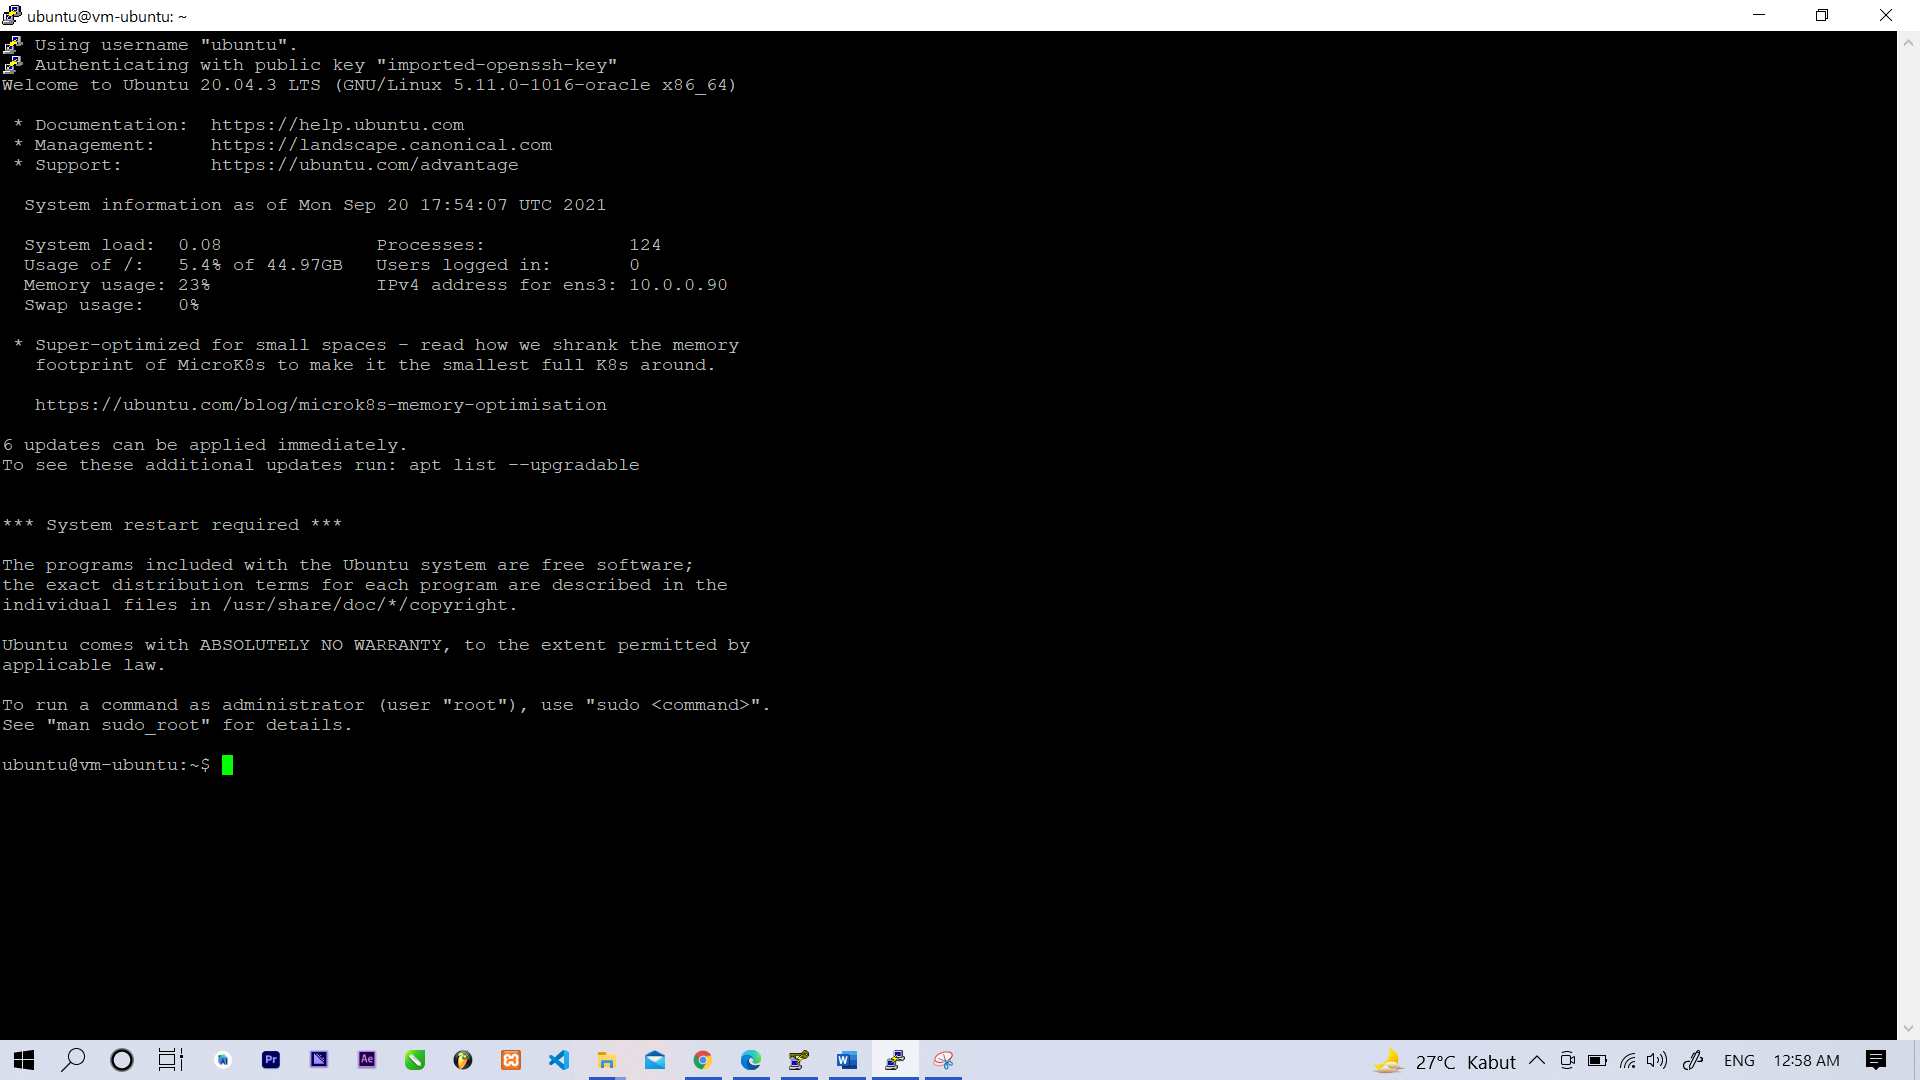 ubuntu@vm-ubuntu: ~
Using username "ubuntu".
Authenticating with public key "imported-openssh-key"
Welcome to Ubuntu 20.04.3 LTS (GNU/Linux 5.11.0-1016-oracle x86_64)
* Documentation:  https://help.ubuntu.com
* Management:     https://landscape.canonical.com
* Support:        https://ubuntu.com/advantage
System information as of Mon Sep 20 17:54:07 UTC 2021
System load:  0.08              Processes:             124
Usage of /:   5.4% of 44.97GB   Users logged in:       0
Memory usage: 23%               IPv4 address for ens3: 10.0.0.90
Swap usage:   0%
* Super-optimized for small spaces - read how we shrank the memory
footprint of MicroK8s to make it the smallest full K8s around.
https://ubuntu.com/blog/microk8s-memory-optimisation
6 updates can be applied immediately.
To see these additional updates run: apt list --upgradable
*** System restart required ***
The programs included with the Ubuntu system are free software;
the exact distribution terms for each program are described in the
individual files in /usr/share/doc/*/copyright.
Ubuntu comes with ABSOLUTELY NO WARRANTY, to the extent permitted by
applicable law.
To run a command as administrator (user "root"), use "sudo <command>".
See "man sudo_root" for details.
ubuntu@vm-ubuntu:~$
Pr Ae W 27°C Kabut ENG 12:58 AM